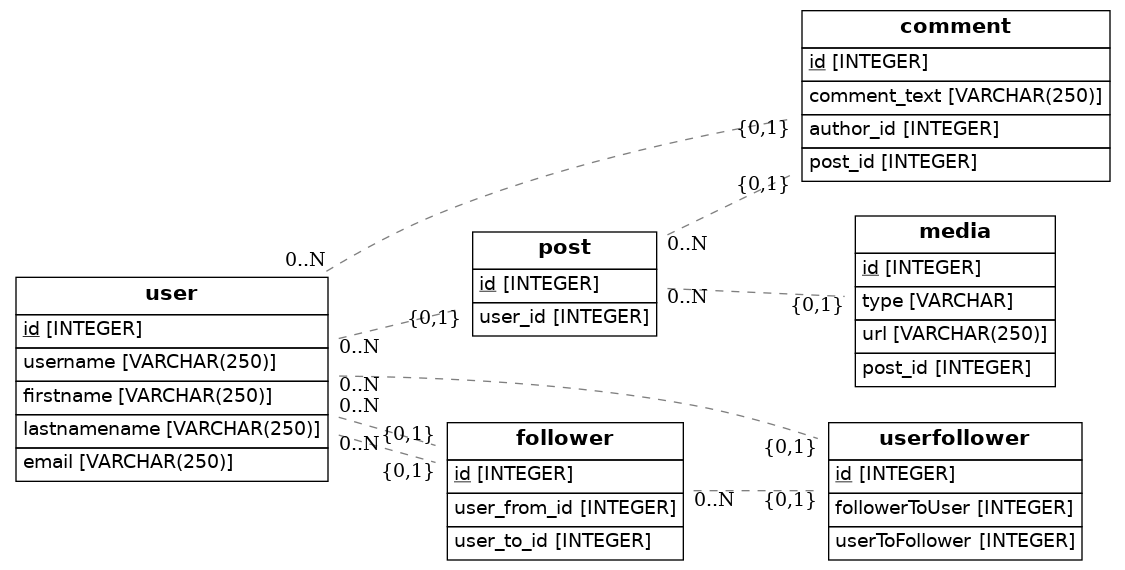 comment
id [INTEGER]
comment_text [VARCHAR(250)]
author_id [INTEGER]
post_id [INTEGER]
{0,1}
{0,1}
media
id [INTEGER]
type [VARCHAR]
url [VARCHAR(250)]
post_id [INTEGER]
{0,1}
post
id [INTEGER]
user_id [INTEGER]
0..N
0..N
{0,1}
user
id [INTEGER]
username [VARCHAR(250)]
firstname [VARCHAR(250)]
lastnamename [VARCHAR(250)]
email [VARCHAR(250)]
0..N
0..N
0..N
0..N
0..N
follower
id [INTEGER]
user_from_id [INTEGER]
user_to_id [INTEGER]
{0,1}
{0,1}
0..N
userfollower
id [INTEGER]
followerToUser [INTEGER]
userToFollower [INTEGER]
{0,1}
{0,1}